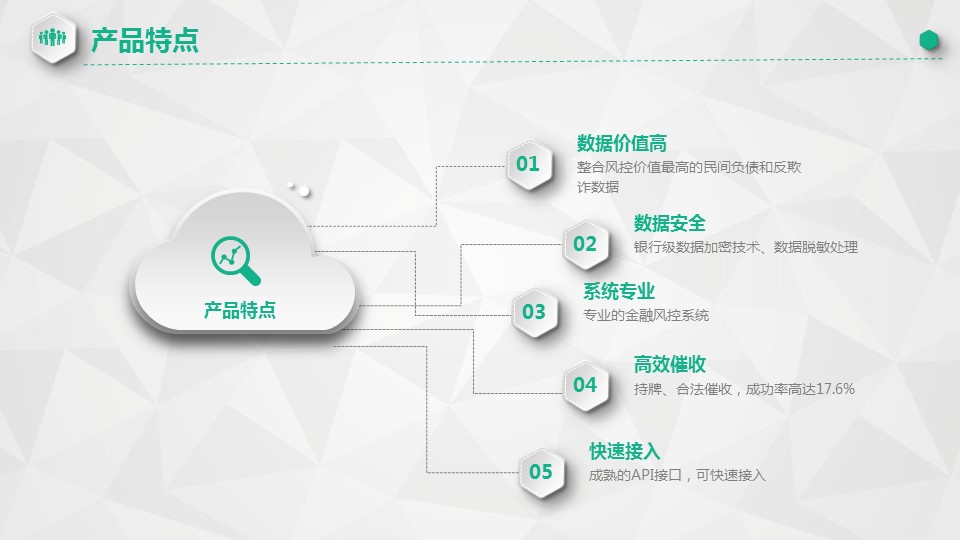 产品特点
产品特点
01
数据价值高
整合风控价值最高的民间负债和反欺
诈数据
02
数据安全
银行级数据加密技术、数据脱敏处理
03
系统专业
专业的金融风控系统
04
高效催收
持牌、合法催收，成功率高达17.6%
05
快速接入
成熟的API接口，可快速接入